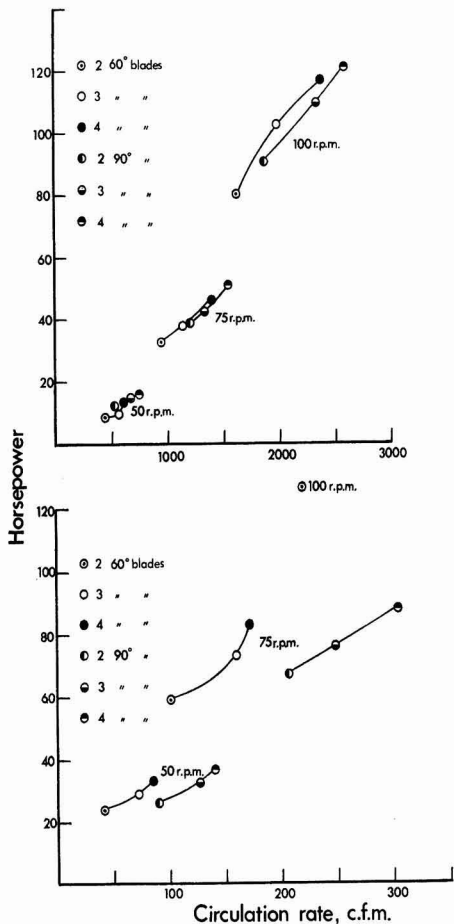 120
100
80
60
40
20
2 60° blades
3 " "
4 " "
2 90° "
3 " "
4 " "
100 r.p.m.
75 r.p.m.
50 r.p.m.
1000
2000
3000
Horsepower
100 r.p.m.
120
100
80
60
40
20
2 60° blades
3 " "
4 " "
2 90° "
3 " "
4 " "
75 r.p.m.
50 r.p.m.
0
100
200
300
Circulation rate, c.f.m.